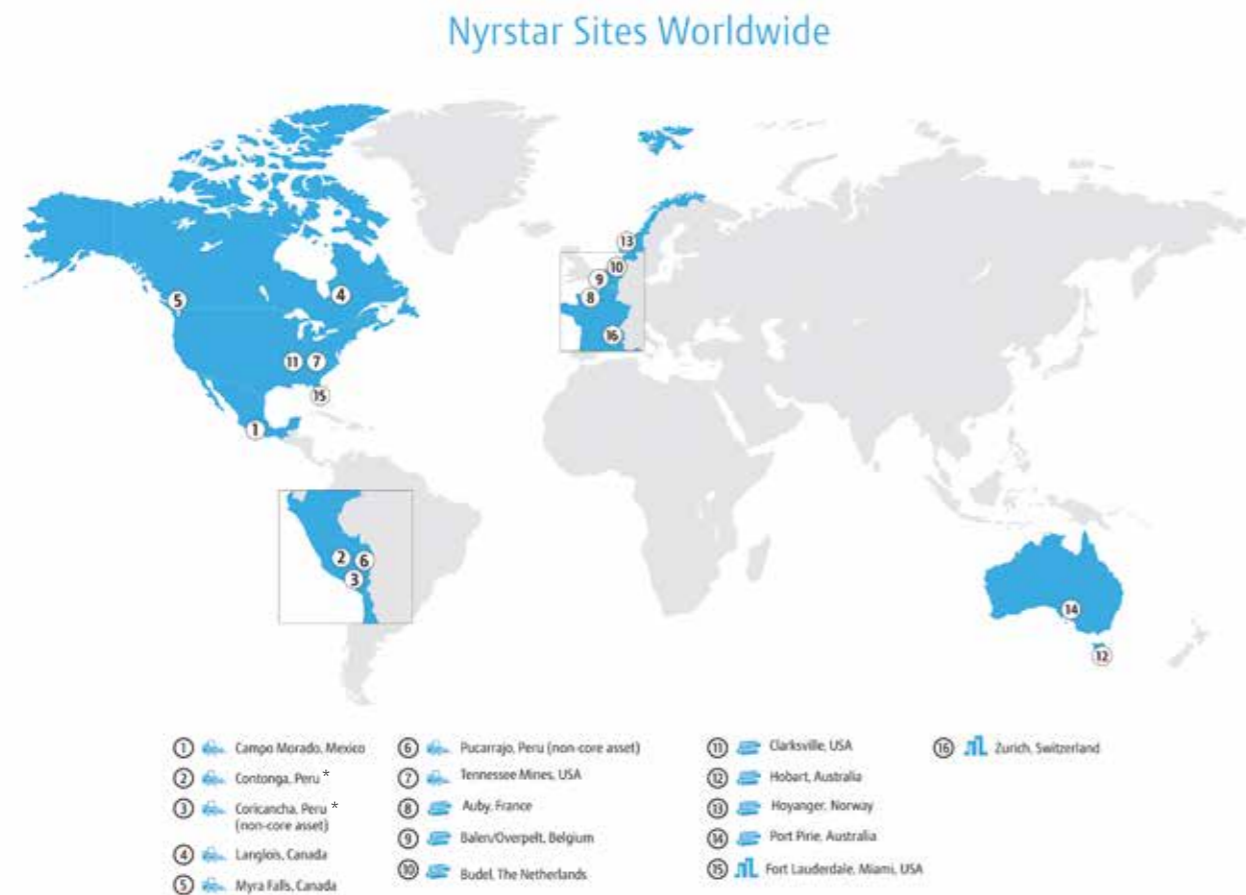 Nyrstar Sites Worldwide
13
10
9
8
16
5
4
11
7
15
1
2
6
3
14
12
1 Campo Morado, Mexico
2 Contonga, Peru *
3 Coricancha, Peru *
(non-core asset)
4 Langlois, Canada
5 Myra Falls, Canada
6 Pucarrajo, Peru (non-core asset)
7 Tennessee Mines, USA
8 Auby, France
9 Balen/Overpelt, Belgium
10 Budel, The Netherlands
11 Clarksville, USA
12 Hobart, Australia
13 Hoyanger, Norway
14 Port Pirie, Australia
15 Fort Lauderdale, Miami, USA
16 Zurich, Switzerland